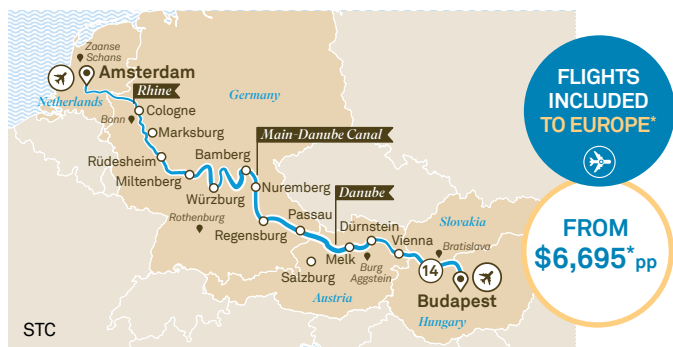 Zaanse
Schans
Amsterdam
Netherlands
Rhine
Germany
Cologne
Bonn
Marksburg
Main-Danube Canal
Rüdesheim
Bamberg
Miltenberg
Nuremberg
Würzburg
Danube
Rothenburg
Passau
Regensburg
Dürnstein
Slovakia
Vienna
Bratislava
Melk
Salzburg
Burg
Aggstein
14
Austria
Budapest
Hungary
STC
FLIGHTS
INCLUDED
TO EUROPE*
FROM
$6,695*pp